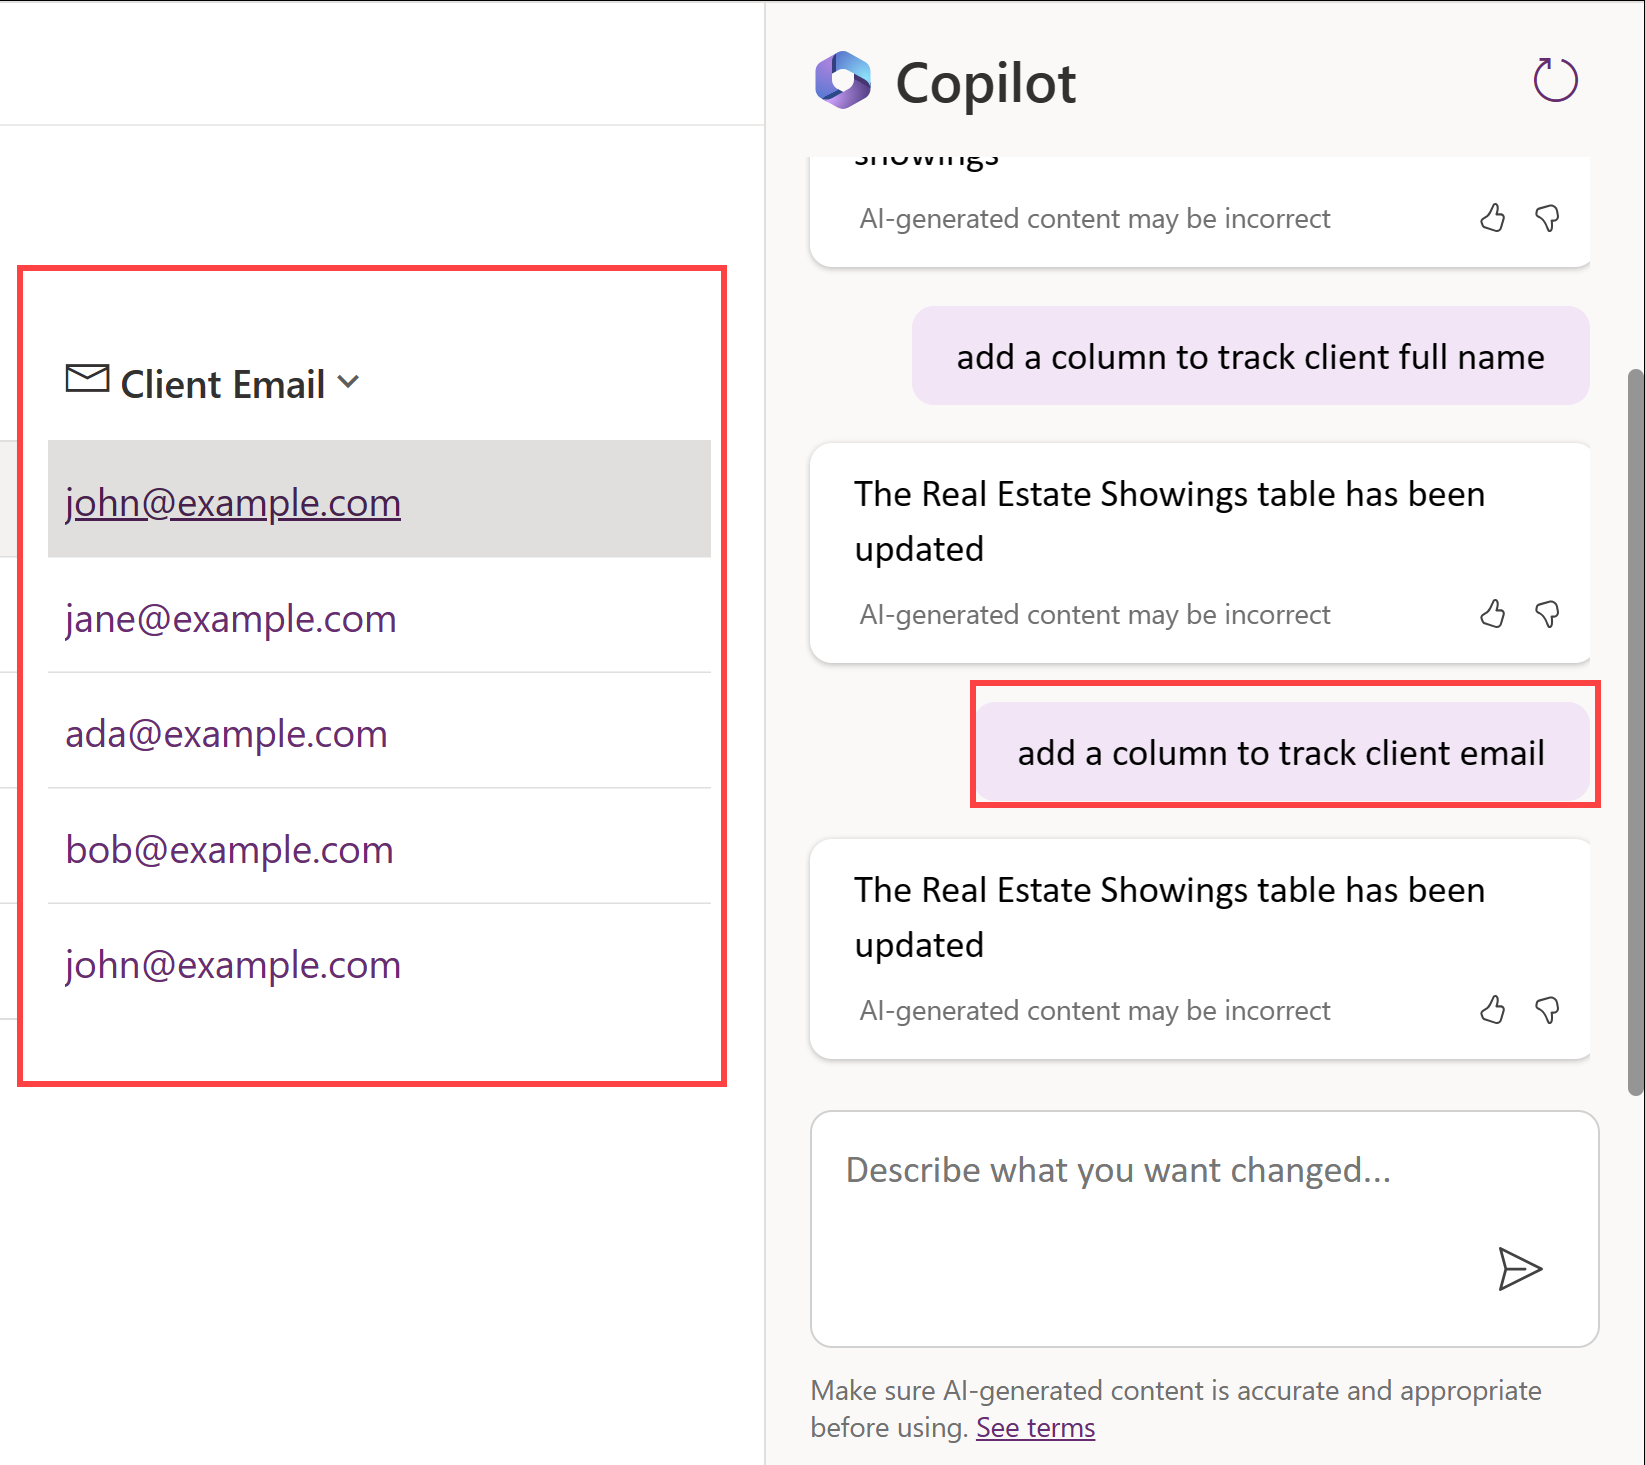 Client Email
john@example.com
jane@example.com
ada@example.com
bob@example.com
john@example.com
Copilot
showings
AI-generated content may be incorrect
add a column to track client full name
The Real Estate Showings table has been
updated
AI-generated content may be incorrect
add a column to track client email
The Real Estate Showings table has been
updated
AI-generated content may be incorrect
Describe what you want changed...
Make sure AI-generated content is accurate and appropriate
before using. See terms